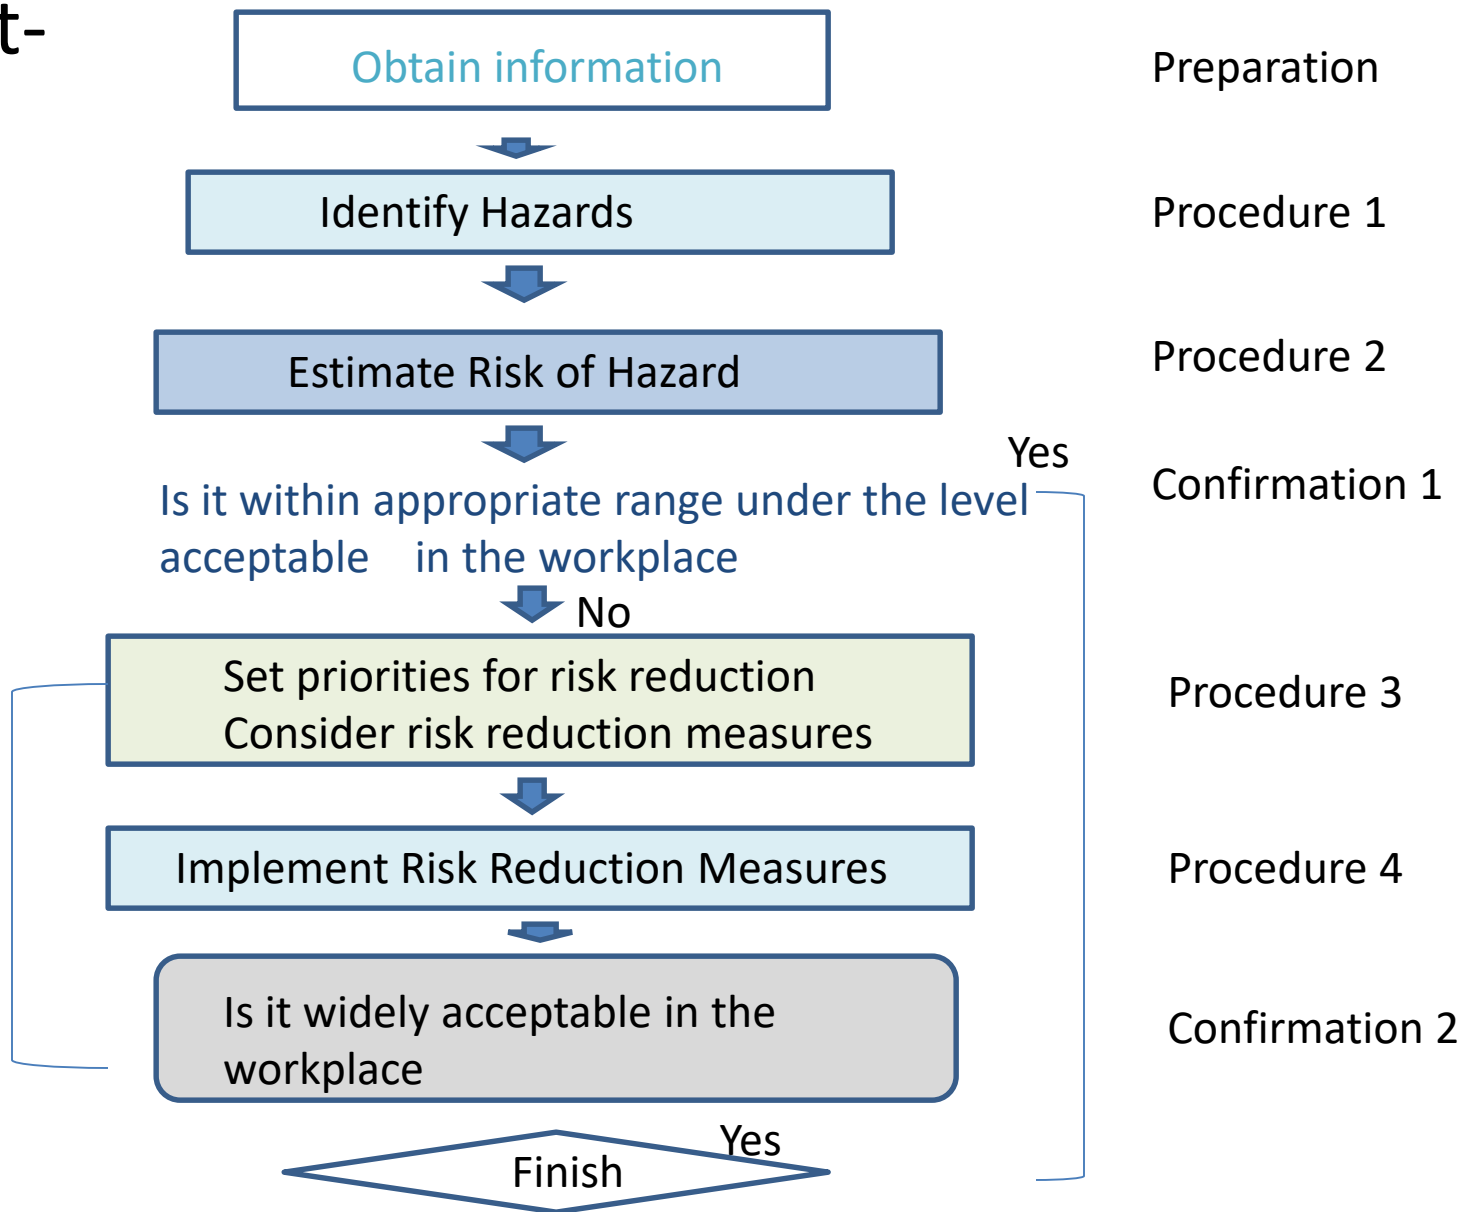 t-
Obtain information
Preparation
Identify Hazards
Procedure 1
Estimate Risk of Hazard
Procedure 2
Yes
Is it within appropriate range under the level
acceptable    in the workplace
Confirmation 1
No
Set priorities for risk reduction
Consider risk reduction measures
Procedure 3
Implement Risk Reduction Measures
Procedure 4
Is it widely acceptable in the
workplace
Confirmation 2
Yes
Finish